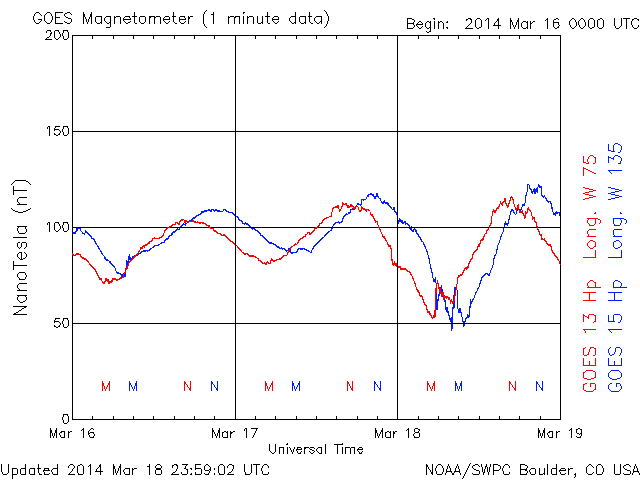 GOES Magnetometer (1 minute data)
Begin: 2014 Mar 16 0000 UTC
200
150
100
50
0
NanoTesla (nT)
M M N N M M N N M M N N
Mar 16 Mar 17 Mar 18 Mar 19
Universal Time
GOES 13 Hp Long. W 75
GOES 15 Hp Long. W 135
Updated 2014 Mar 18 23:59:02 UTC
NOAA/SWPC Boulder, CO USA